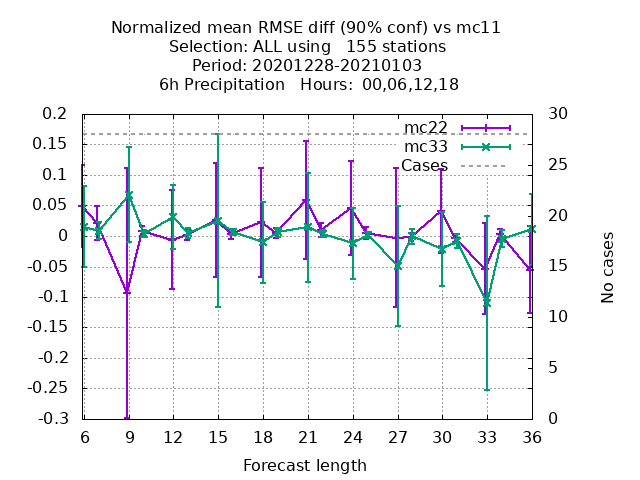 Normalized mean RMSE diff (90% conf) vs mc11
Selection: ALL using   155 stations
Period: 20201228-20210103
6h Precipitation   Hours:  00,06,12,18
0.2
0.15
0.1
0.05
0
-0.05
-0.1
-0.15
-0.2
-0.25
-0.3
mc22
mc33
Cases
30
25
20
15
10
5
0
No cases
6 9 12 15 18 21 24 27 30 33 36
Forecast length